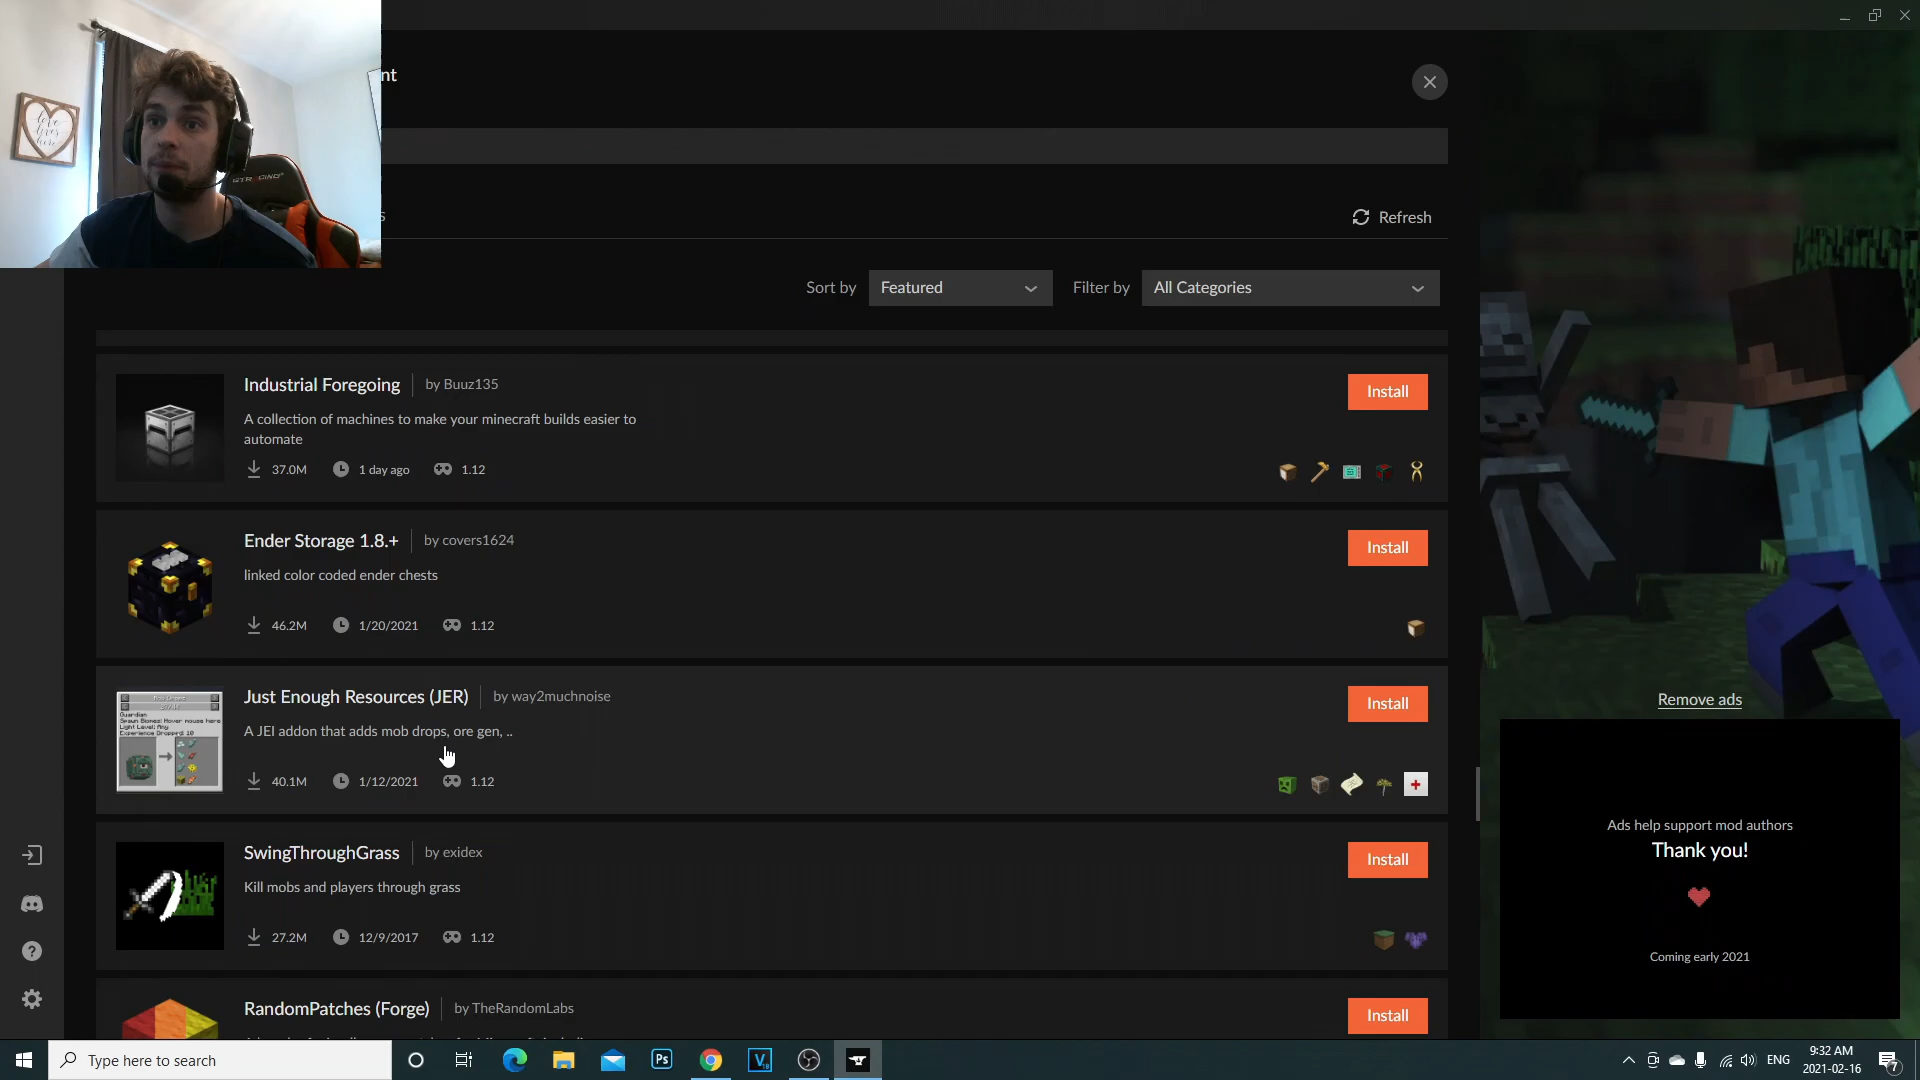 nt
love
lives
here
GTRACING
s
Refresh
Sort by
Featured
Filter by
All Categories
Industrial Foregoing
by Buuz135
Install
A collection of machines to make your minecraft builds easier to
automate
37.0M
1 day ago
1.12
Ender Storage 1.8.+
by covers1624
Install
linked color coded ender chests
46.2M
1/20/2021
1.12
Just Enough Resources (JER)
by way2muchnoise
Install
A JEI addon that adds mob drops, ore gen, ..
40.1M
1/12/2021
1.12
SwingThroughGrass
by exidex
Install
Kill mobs and players through grass
27.2M
12/9/2017
1.12
RandomPatches (Forge)
by TheRandomLabs
Install
Remove ads
Ads help support mod authors
Thank you!
Coming early 2021
Type here to search
Ps
V
ENG
9:32 AM
2021-02-16
7